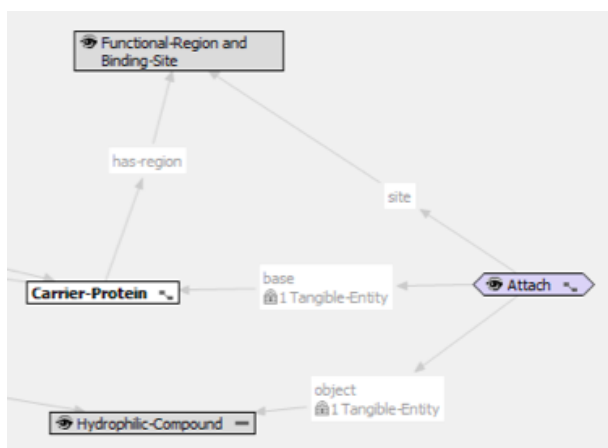 Functional-Region and
Binding-Site
has-region
site
base
1 Tangible-Entity
Carrier-Protein
Attach
object
1 Tangible-Entity
Hydrophilic-Compound